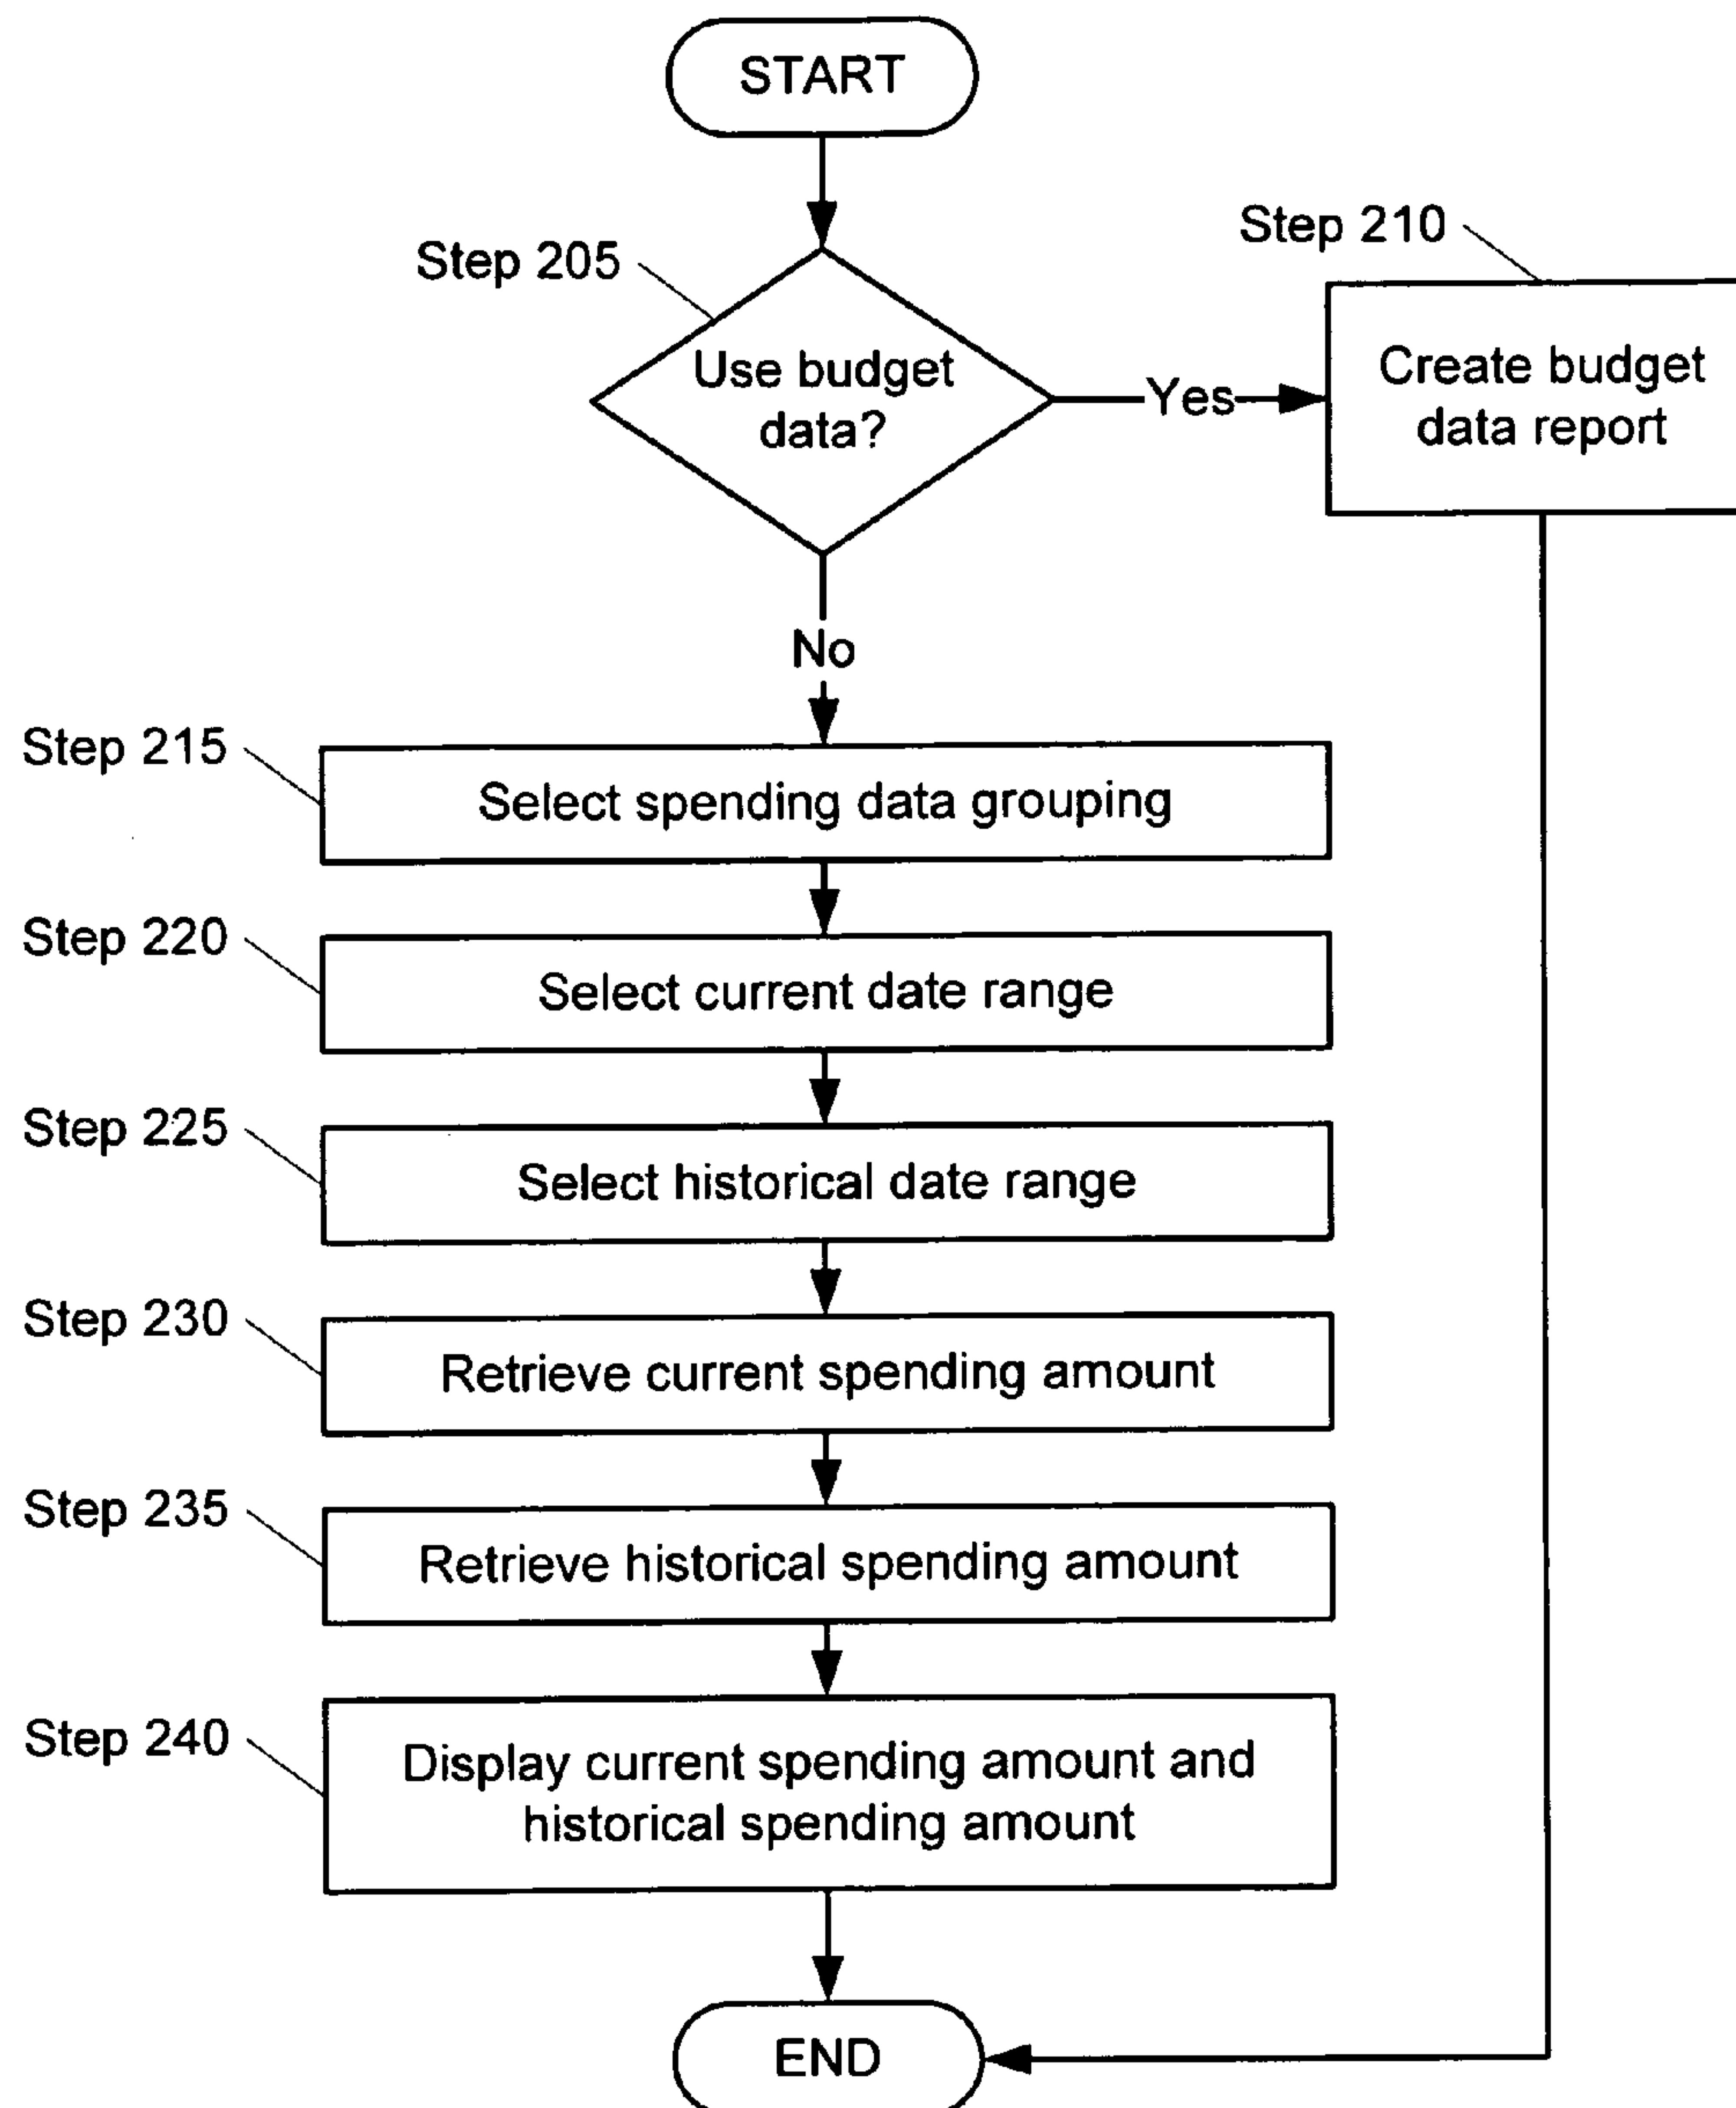 START
Step 205
Use budget
data?
Yes
Step 210
Create budget
data report
No
Step 215
Select spending data grouping
Step 220
Select current date range
Step 225
Select historical date range
Step 230
Retrieve current spending amount
Step 235
Retrieve historical spending amount
Step 240
Display current spending amount and
historical spending amount
END